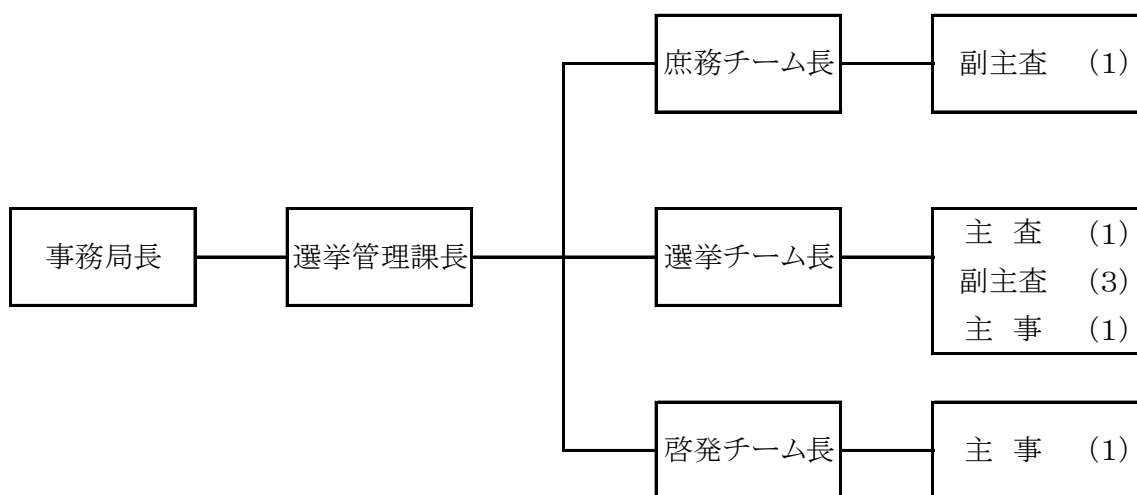 庶務チーム長
副主査 (1)
事務局長
選挙管理課長
選挙チーム長
主 査 (1)
副主査 (3)
主 事 (1)
啓発チーム長
主 事 (1)